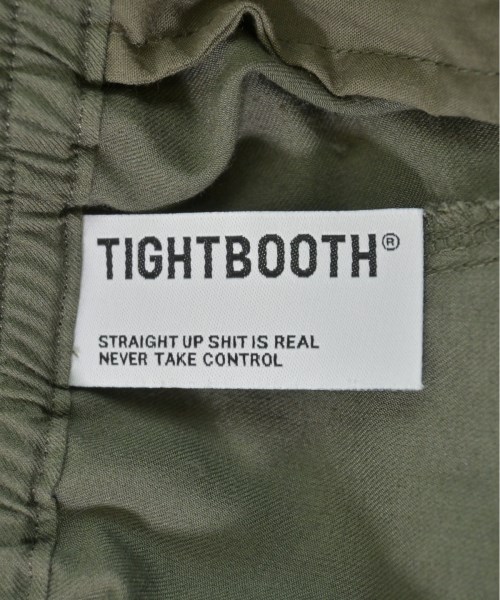 TIGHTBOOTH®
STRAIGHT UP SHIT IS REAL
NEVER TAKE CONTROL